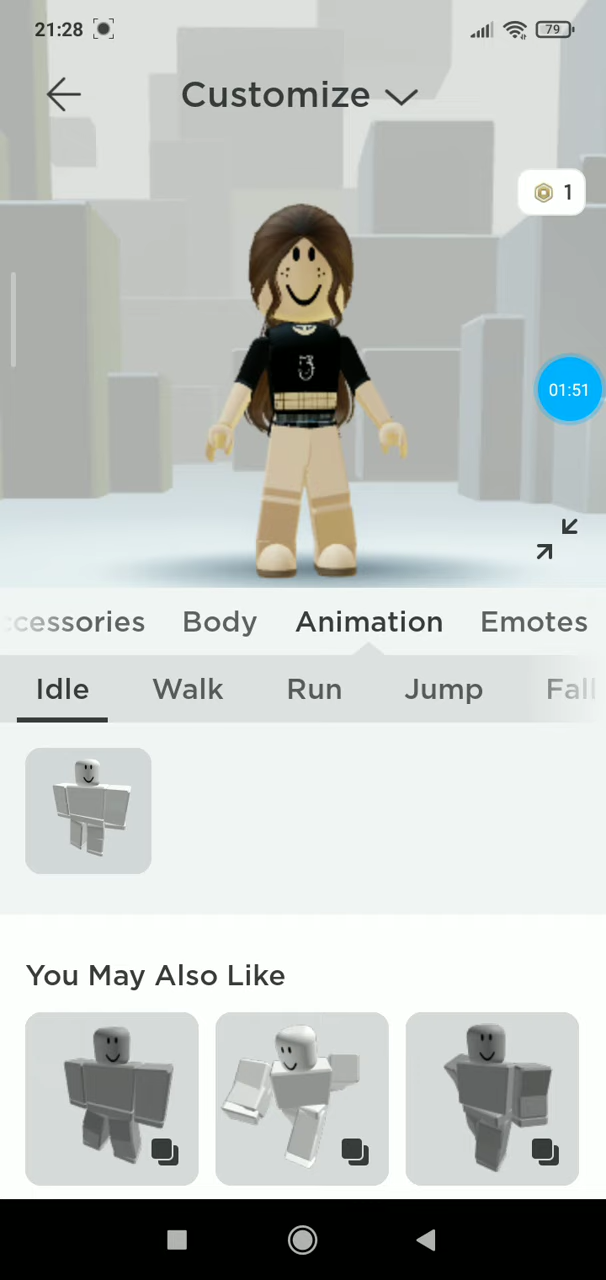 21:28
79
Customize
1
01:51
ccessories Body Animation Emotes
Idle Walk Run Jump Fall
You May Also Like